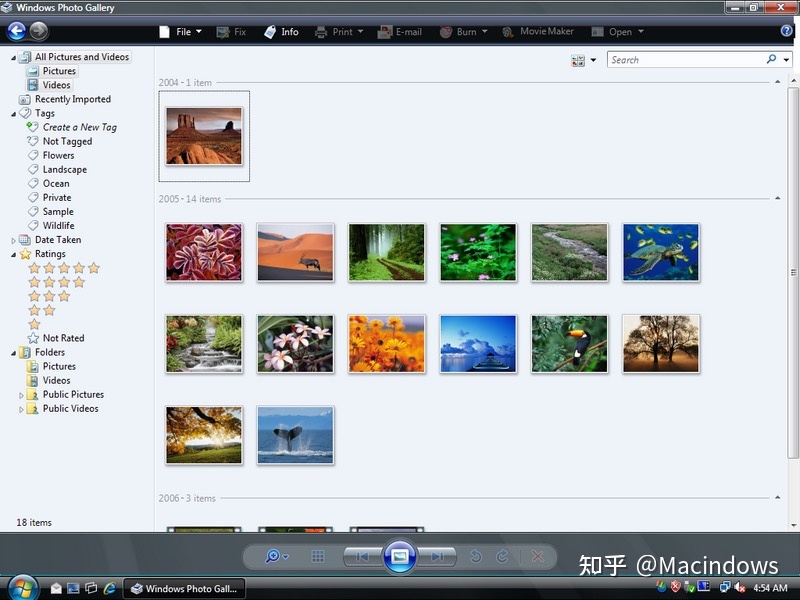 Windows Photo Gallery
File Fix Info Print E-mail Burn Movie Maker Open
Search
All Pictures and Videos
Pictures
Videos
Recently Imported
Tags
Create a New Tag
Not Tagged
Flowers
Landscape
Ocean
Private
Sample
Wildlife
Date Taken
Ratings
Not Rated
Folders
Pictures
Videos
Public Pictures
Public Videos
18 items
2004 - 1 item
2005 - 14 items
2006 - 3 items
知乎 @Macindows
Windows Photo Gall...
4:54 AM